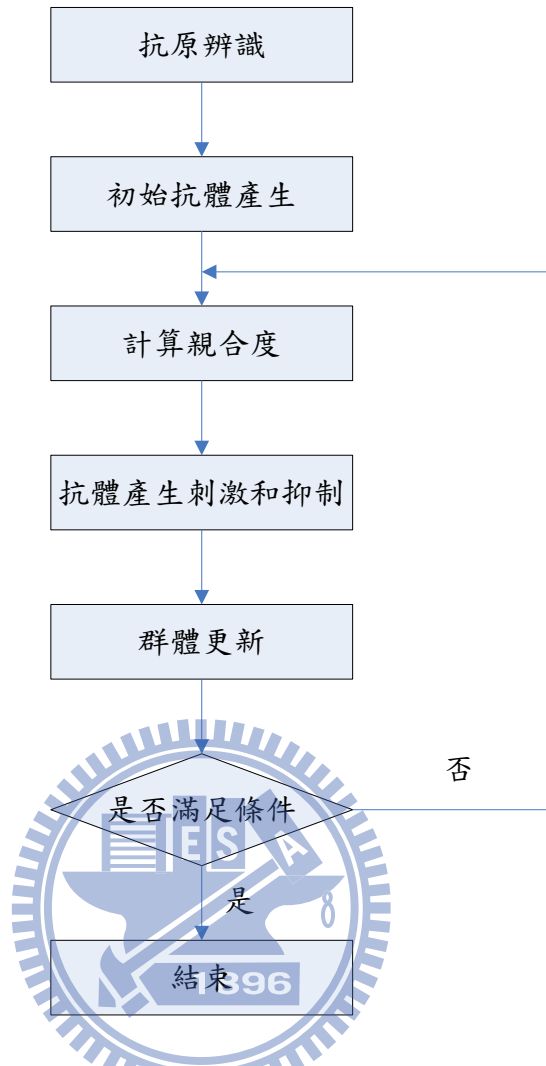 抗原辨識
初始抗體產生
計算親合度
抗體產生刺激和抑制
群體更新
是否滿足條件
否
ES
A
是
結束
1896